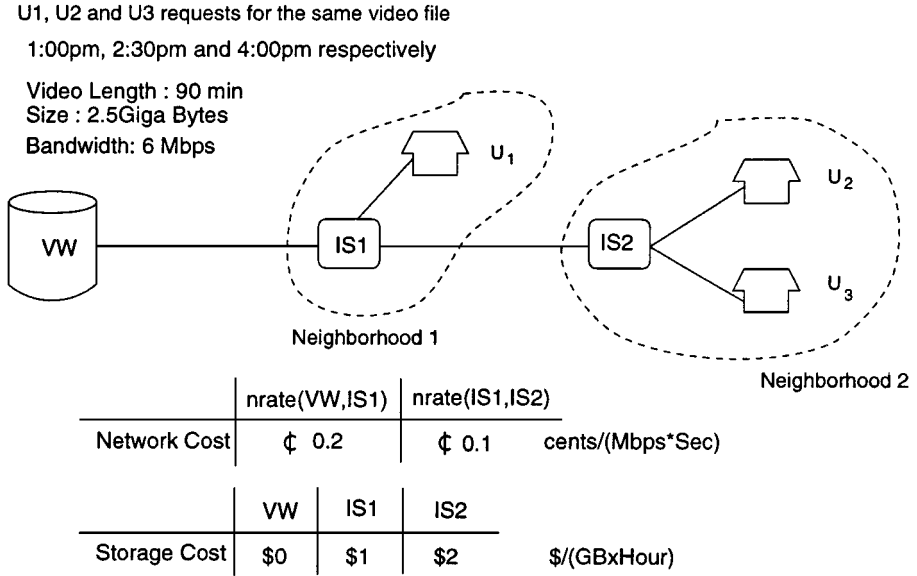 U1, U2 and U3 requests for the same video file
1:00pm, 2:30pm and 4:00pm respectively
Video Length : 90 min
Size : 2.5Giga Bytes
Bandwidth: 6 Mbps
U1
U2
VW
IS1
IS2
U3
Neighborhood 1
Neighborhood 2
nrate(VW,IS1) nrate(IS1,IS2)
Network Cost ¢ 0.2 ¢ 0.1 cents/(Mbps*Sec)
VW IS1 IS2
Storage Cost $0 $1 $2 $/(GBxHour)